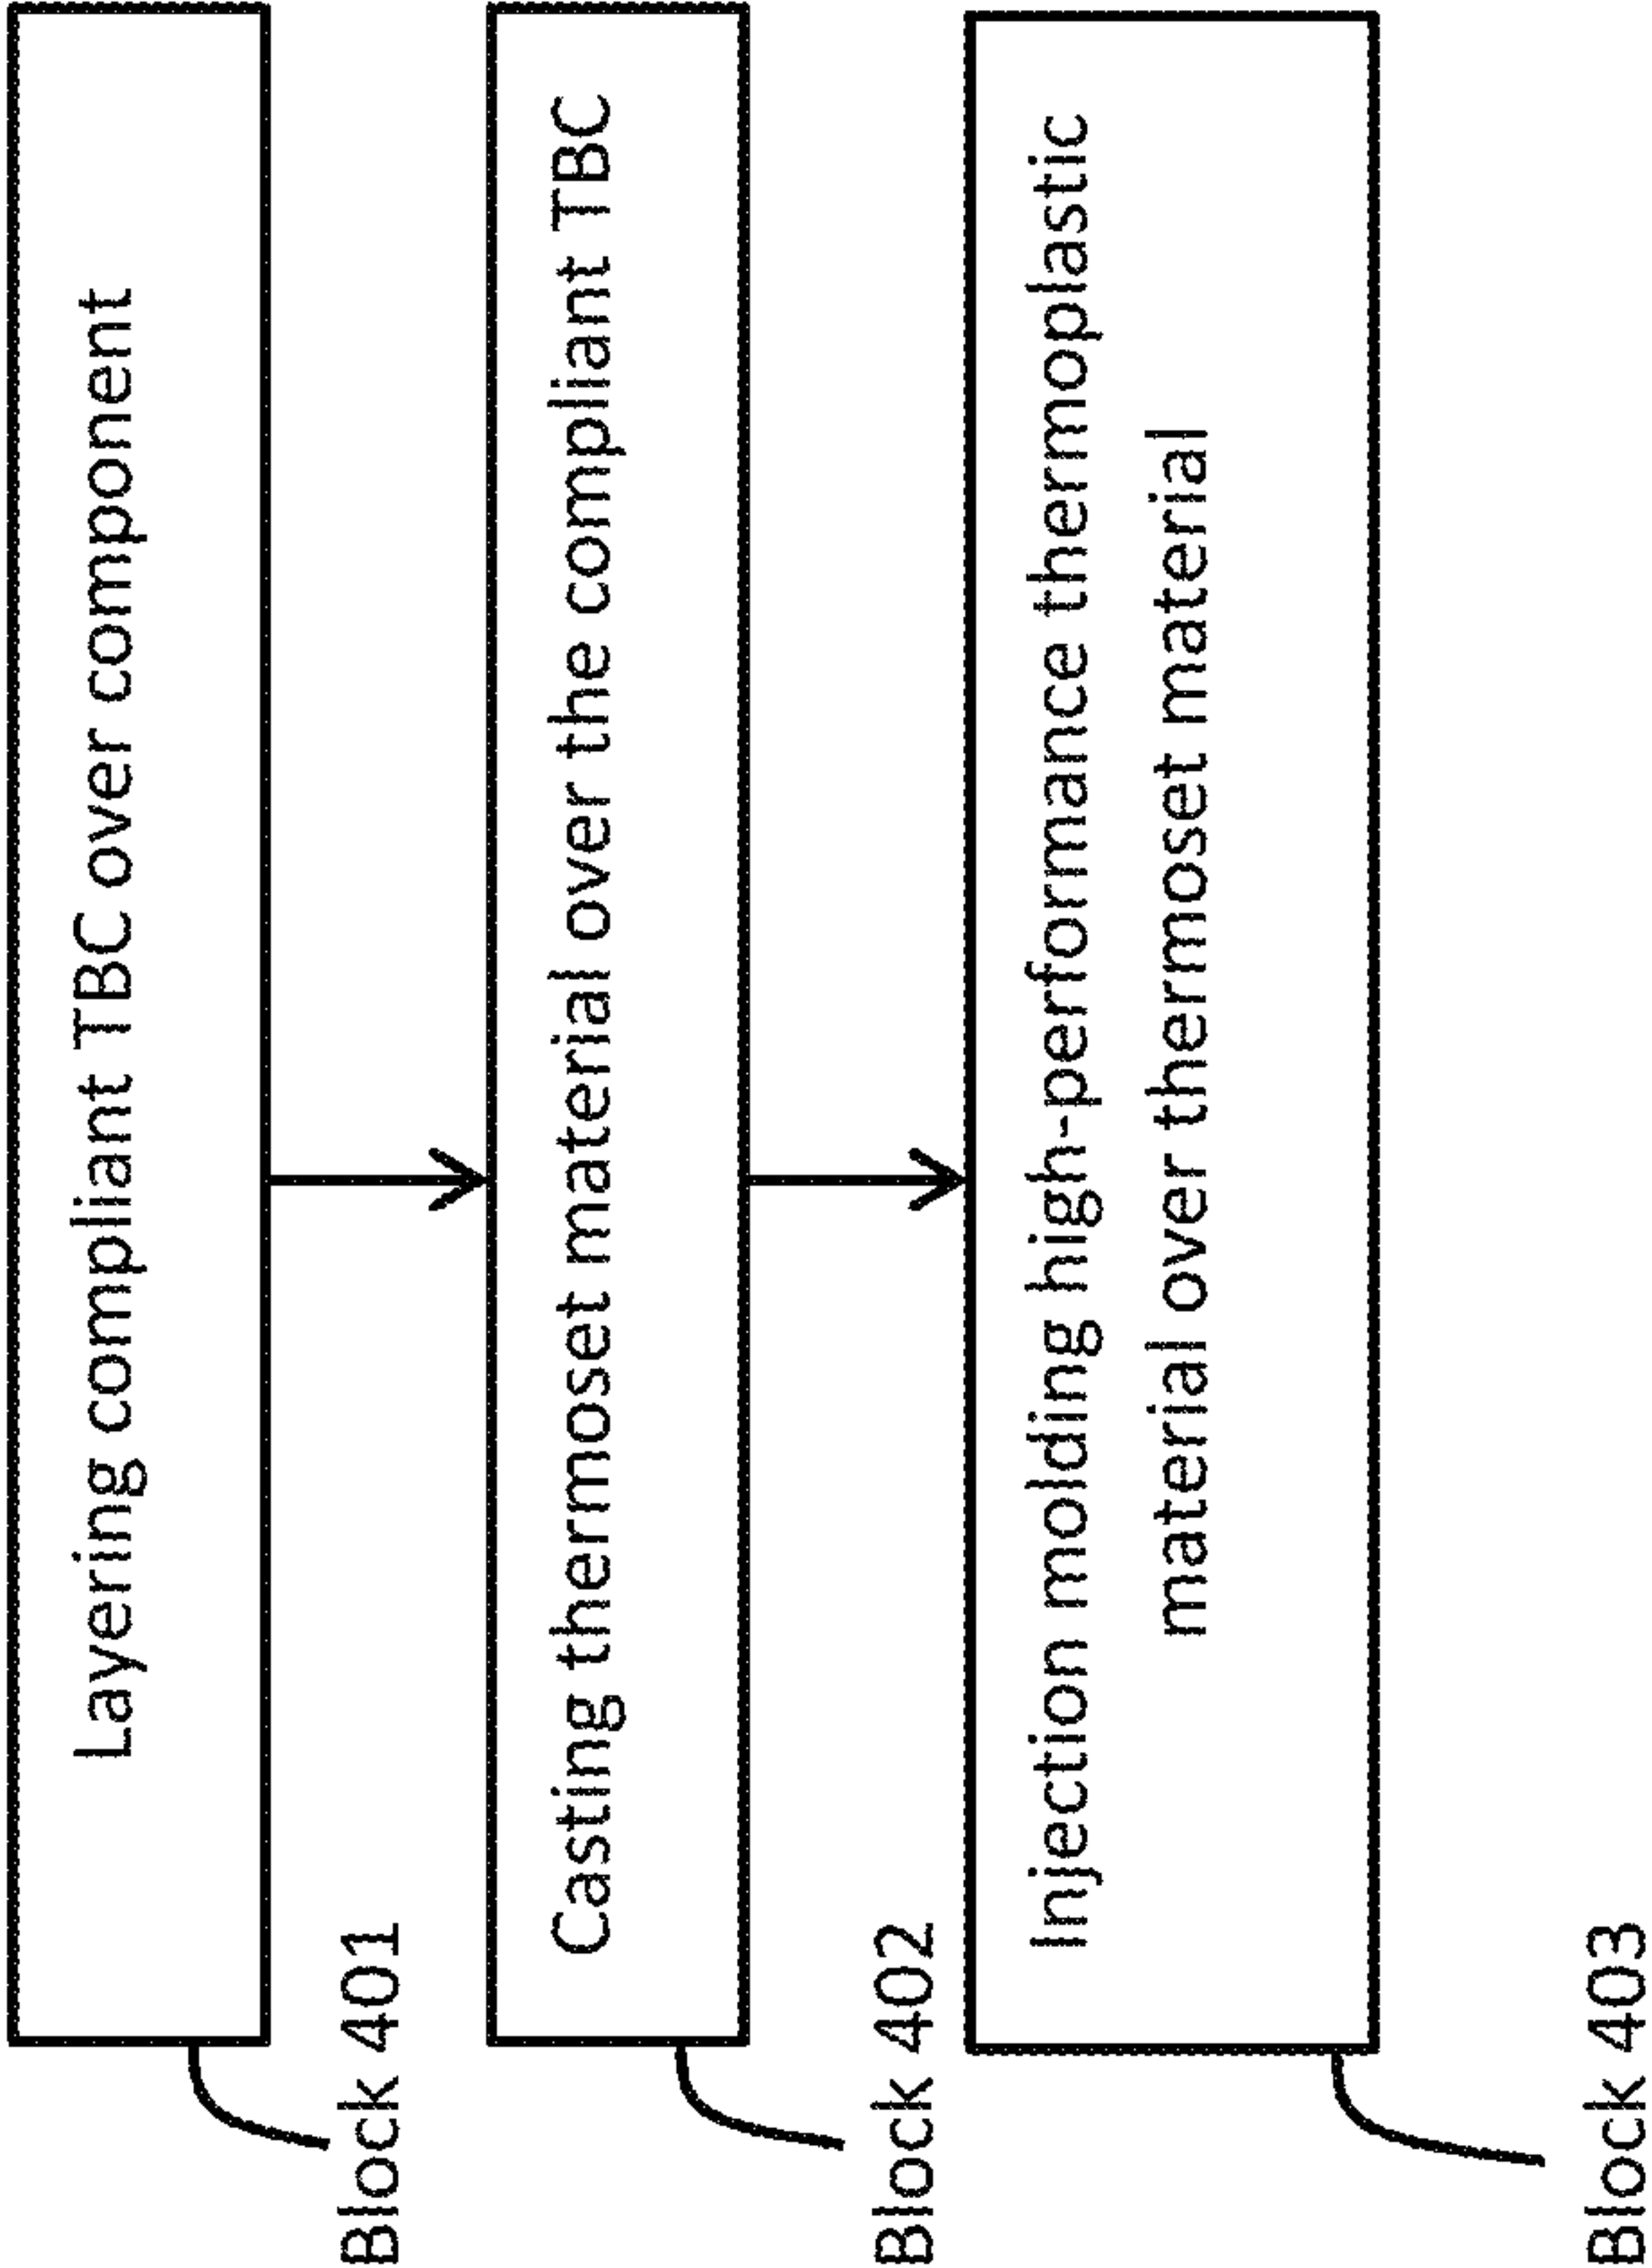 Layering compliant TBC over component
Block 401
Casting thermoset material over the compliant TBC
Block 402
Injection molding high-performance thermoplastic
material over thermoset material
Block 403